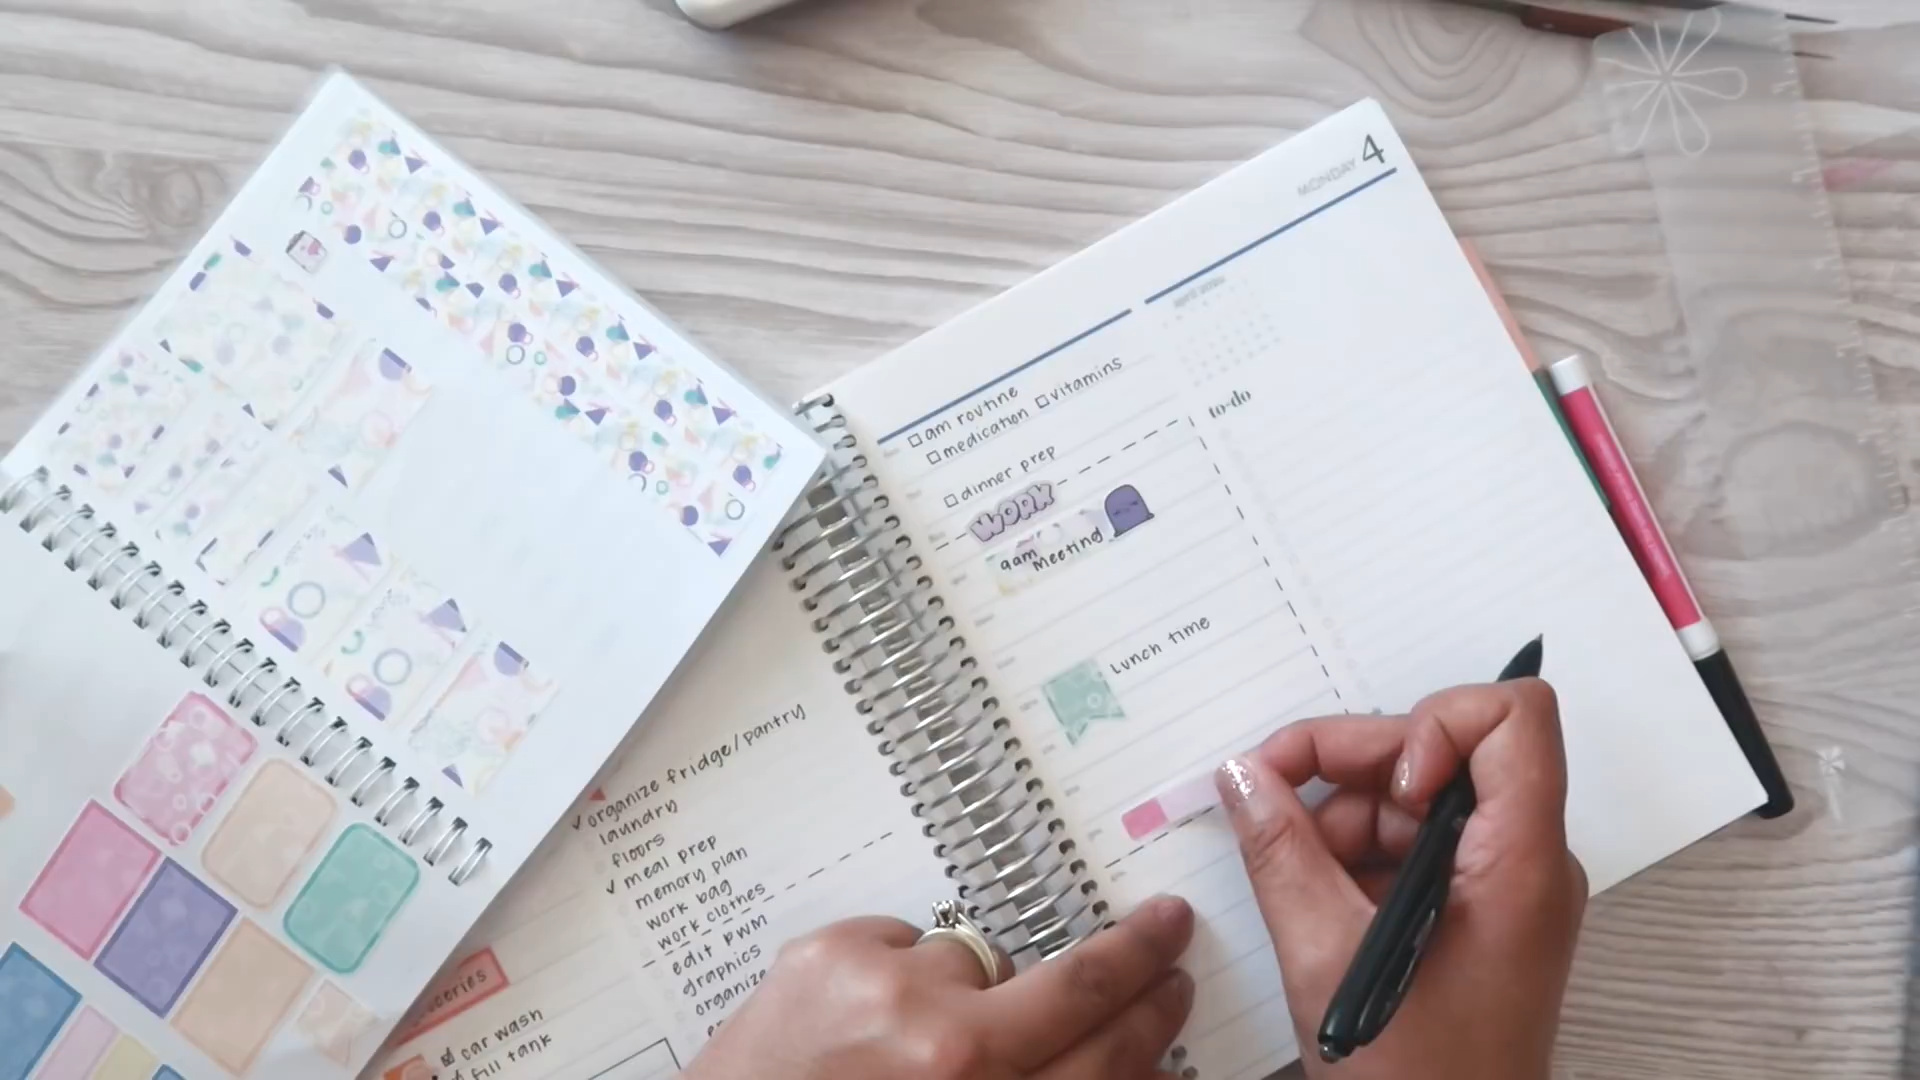 MONDAY 4
□ am routine
□ medication □ vitamins
□ dinner prep
WORK
9am Meeting
Lunch time
to-do
✓ organize fridge/pantry
laundry
floors
✓ meal prep
memory plan
work bag
work clothes
edit PWM
graphics
organize
car wash
fill tank